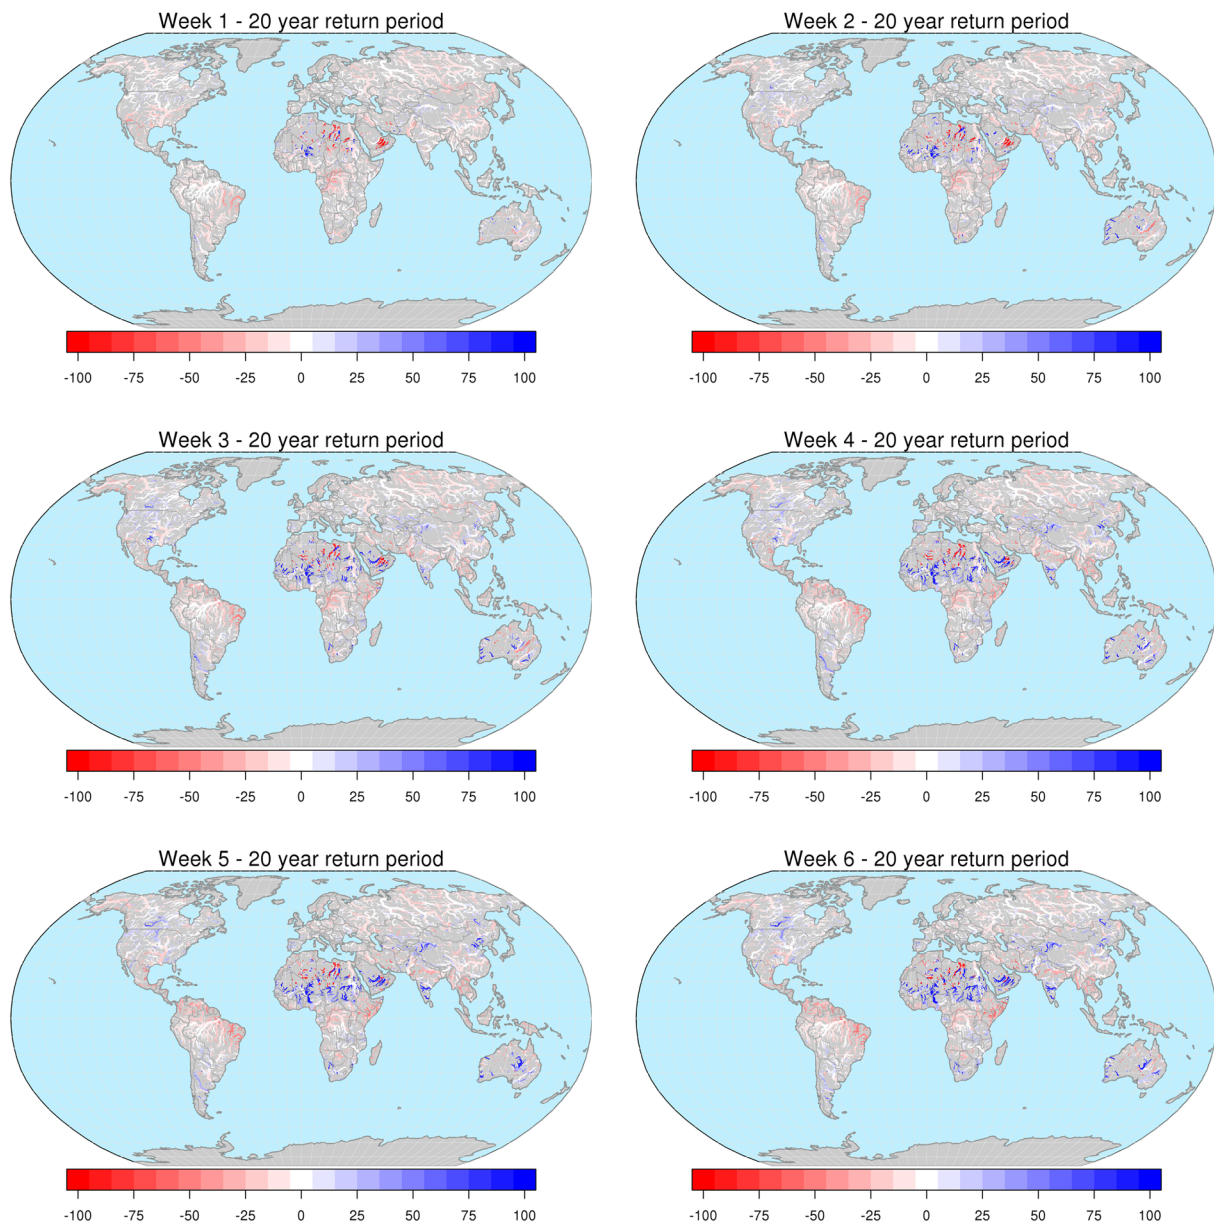 Week 1 - 20 year return period
-100 -75 -50 -25 0 25 50 75 100
Week 2 - 20 year return period
-100 -75 -50 -25 0 25 50 75 100
Week 3 - 20 year return period
-100 -75 -50 -25 0 25 50 75 100
Week 4 - 20 year return period
-100 -75 -50 -25 0 25 50 75 100
Week 5 - 20 year return period
-100 -75 -50 -25 0 25 50 75 100
Week 6 - 20 year return period
-100 -75 -50 -25 0 25 50 75 100